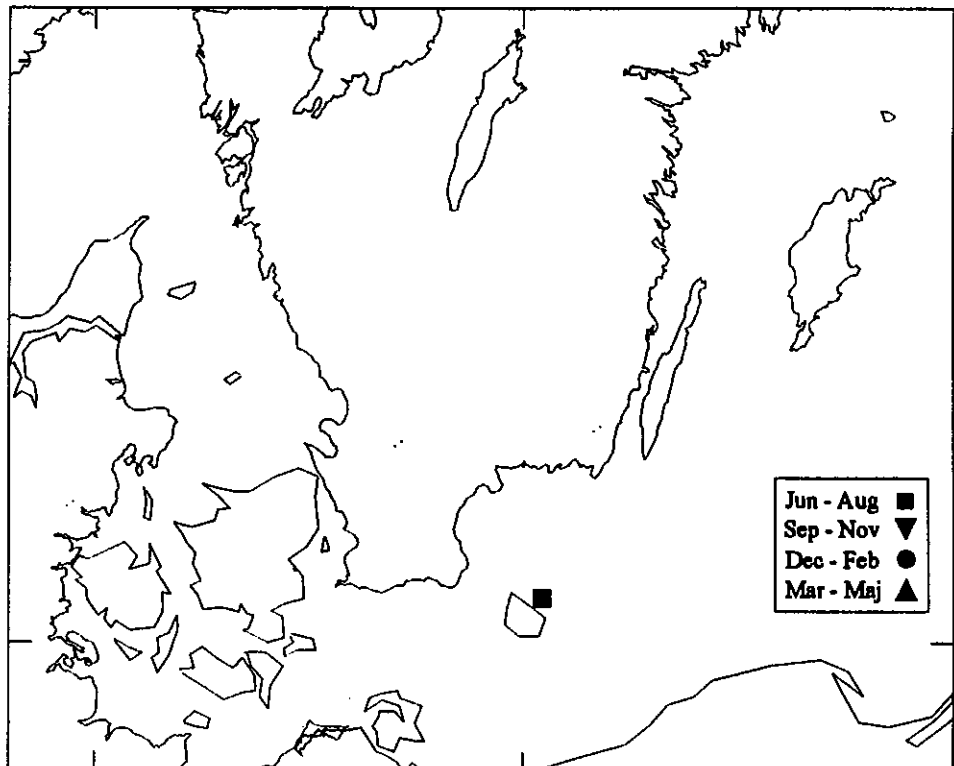 Jun - Aug ■
Sep - Nov ▼
Dec - Feb ●
Mar - Maj ▲